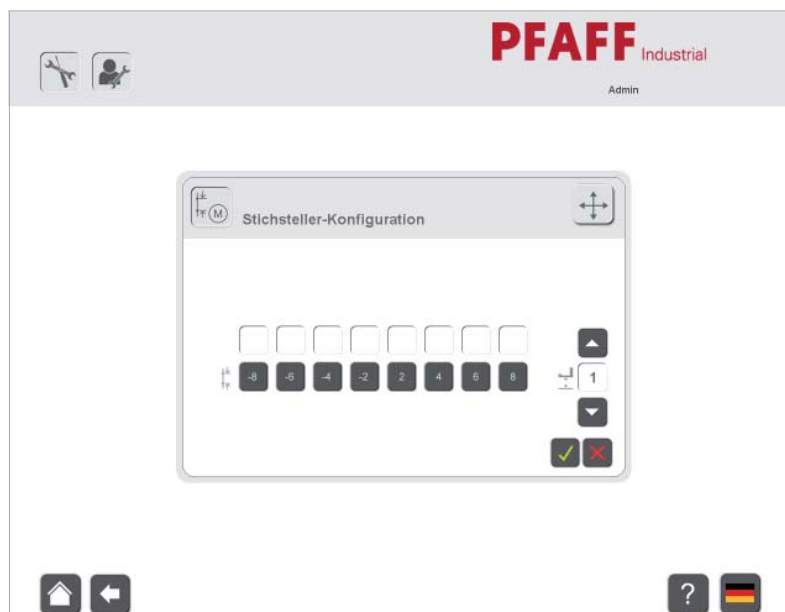 PFAFF Industrial
Admin
M
Stichsteller-Konfiguration
-8 -6 -4 -2 2 4 6 8
1
?